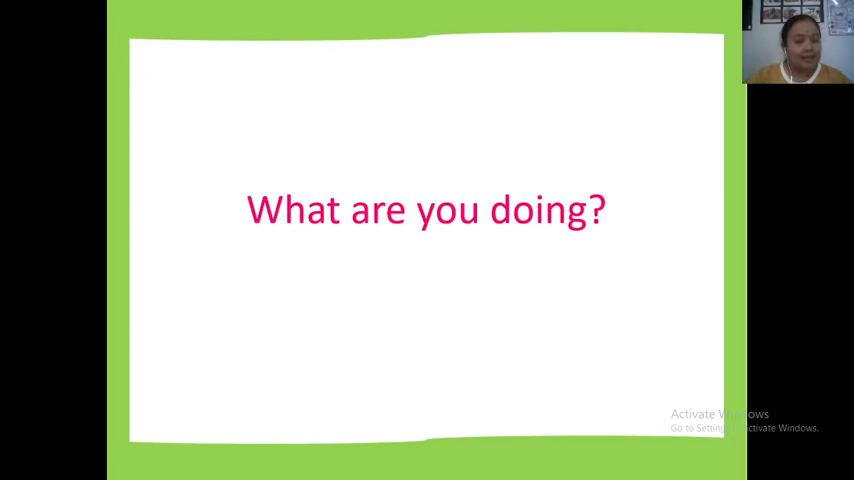 What are you doing?
Activate Windows
Go to Settings to activate Windows.